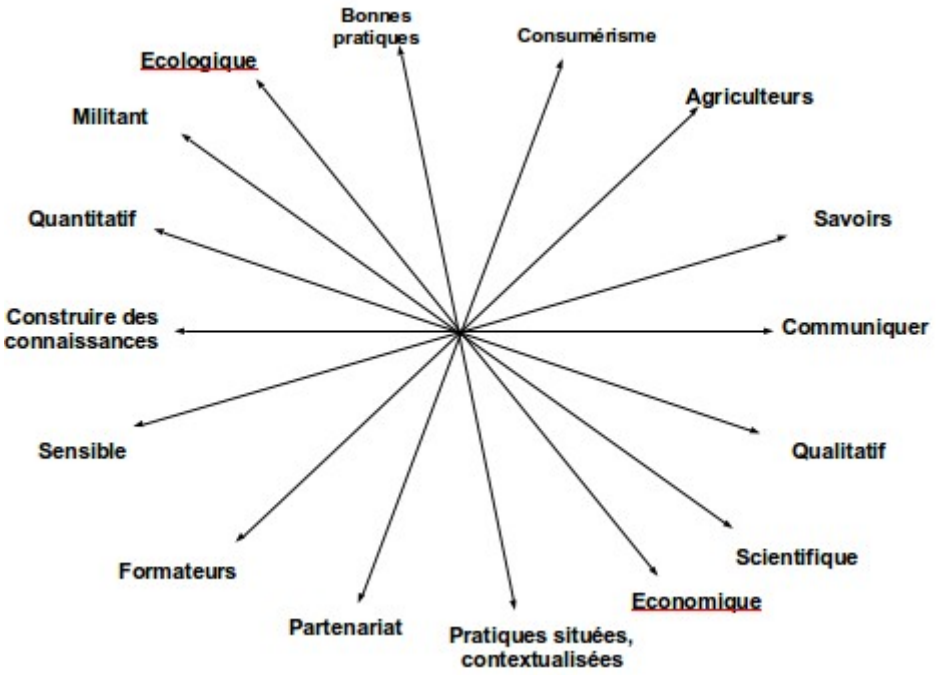 Bonnes
pratiques
Consumérisme
Ecologique
Agriculteurs
Militant
Quantitatif
Savoirs
Construire des
connaissances
Communiquer
Sensible
Qualitatif
Scientifique
Formateurs
Economique
Partenariat
Pratiques situées,
contextualisées